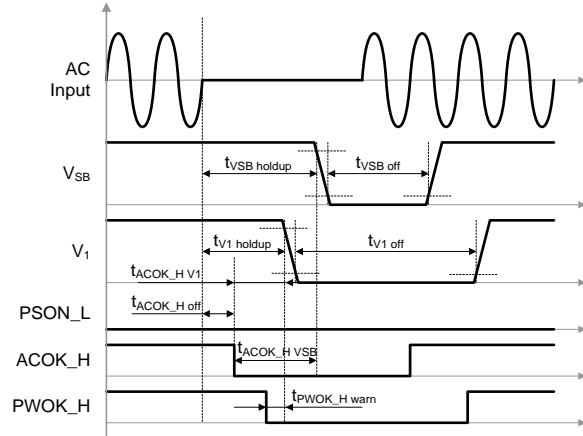 AC
Input
VSB
tVSB holdup
tVSB off
V1
tV1 holdup
tV1 off
tACOK_H V1
tACOK_H off
PSON_L
ACOK_H
tACOK_H VSB
PWOK_H
tPWOK_H warn